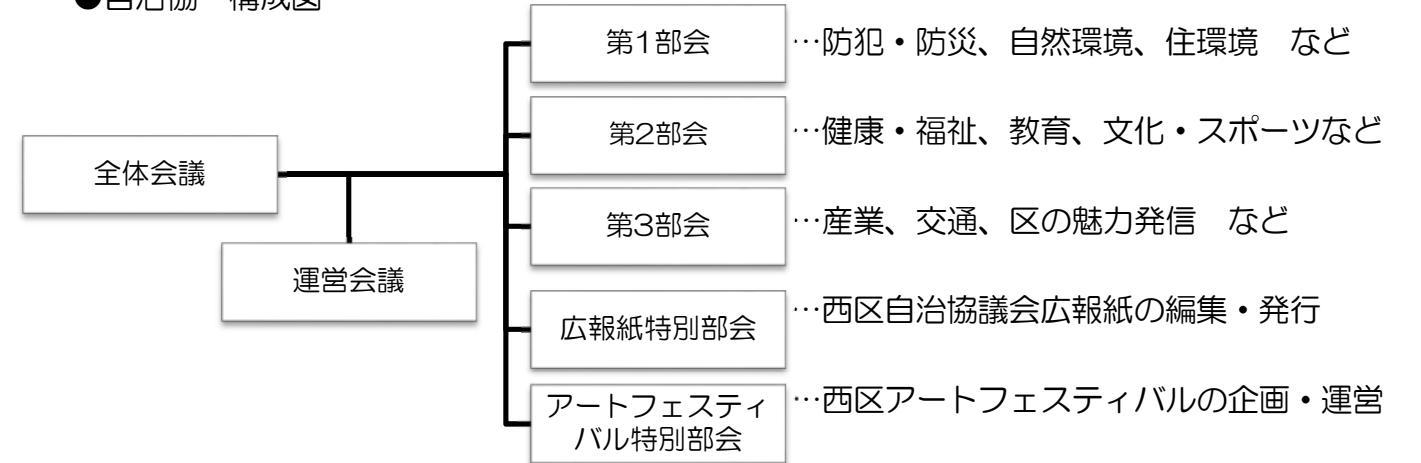 ●自治協　構成図
第1部会
…防犯・防災、自然環境、住環境　など
第2部会
…健康・福祉、教育、文化・スポーツなど
全体会議
第3部会
…産業、交通、区の魅力発信　など
運営会議
広報紙特別部会
…西区自治協議会広報紙の編集・発行
アートフェスティ
バル特別部会
…西区アートフェスティバルの企画・運営